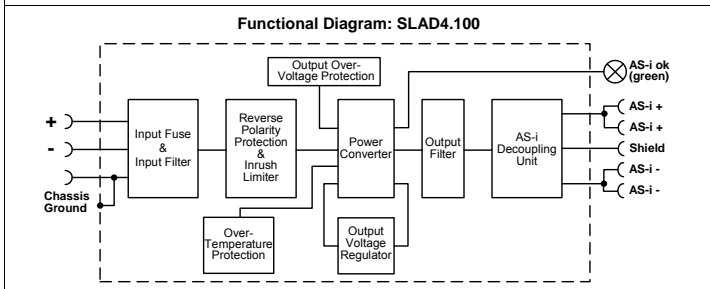 Functional Diagram: SLAD4.100
Output Over-
Voltage Protection
AS-i ok
(green)
+
-
Chassis
Ground
Input Fuse
&
Input Filter
Reverse
Polarity
Protection
&
Inrush
Limiter
Power
Converter
Output
Filter
AS-i
Decoupling
Unit
AS-i +
AS-i +
Shield
AS-i -
AS-i -
Over-
Temperature
Protection
Output
Voltage
Regulator